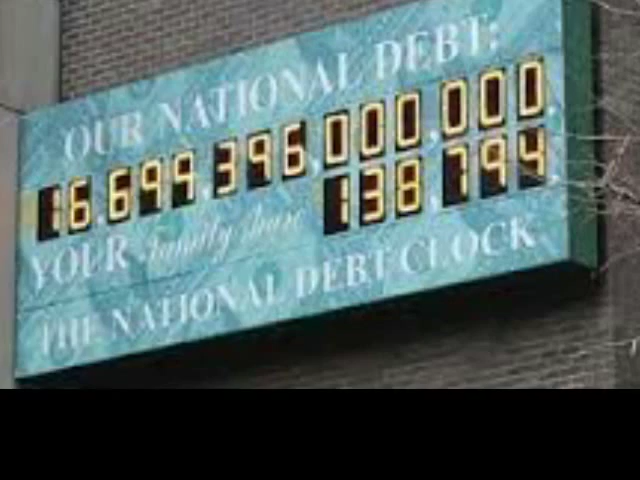 OUR NATIONAL DEBT:
16,699,396,000,000.
YOUR family share 138,794.
THE NATIONAL DEBT CLOCK